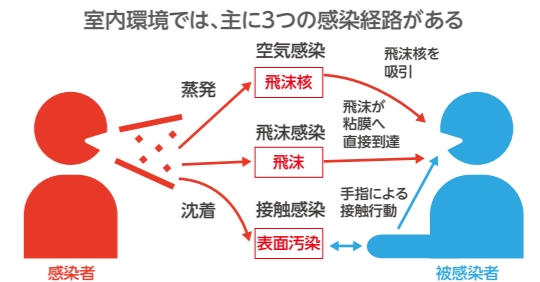 室内環境では、主に3つの感染経路がある
空気感染
飛沫核
蒸発
飛沫核を
吸引
飛沫感染
飛沫
飛沫が
粘膜へ
直接到達
沈着
接触感染
表面汚染
手指による
接触行動
感染者
被感染者